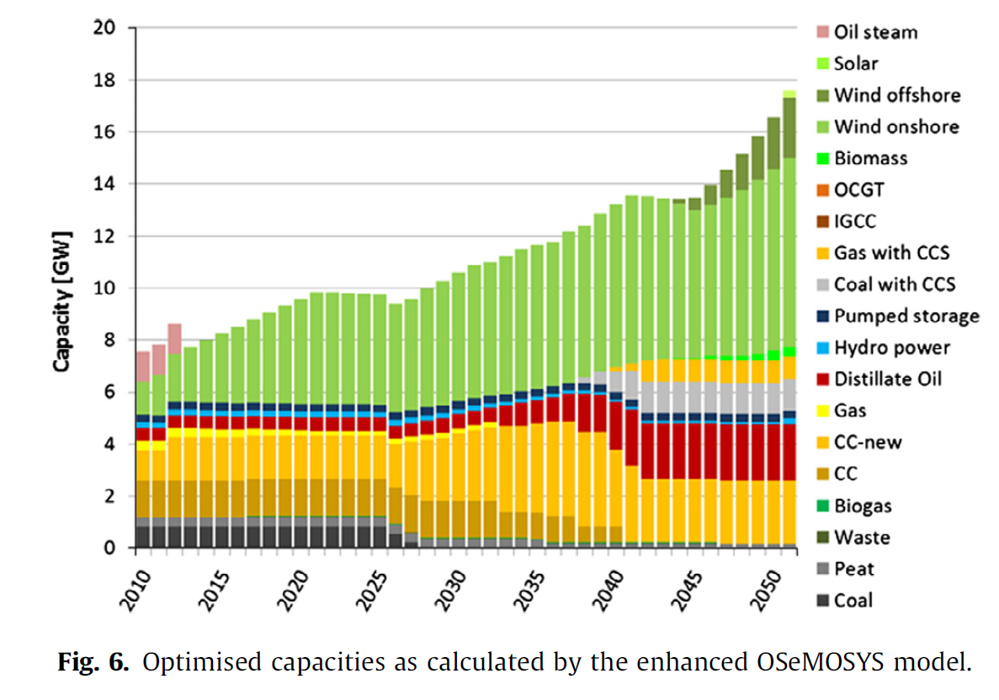 20
18
16
14
12
10
8
6
4
2
0
Capacity [GW]
2010
2015
2020
2025
2030
2035
2040
2045
2050
Oil steam
Solar
Wind offshore
Wind onshore
Biomass
OCGT
IGCC
Gas with CCS
Coal with CCS
Pumped storage
Hydro power
Distillate Oil
Gas
CC-new
CC
Biogas
Waste
Peat
Coal
Fig. 6. Optimised capacities as calculated by the enhanced OSeMOSYS model.